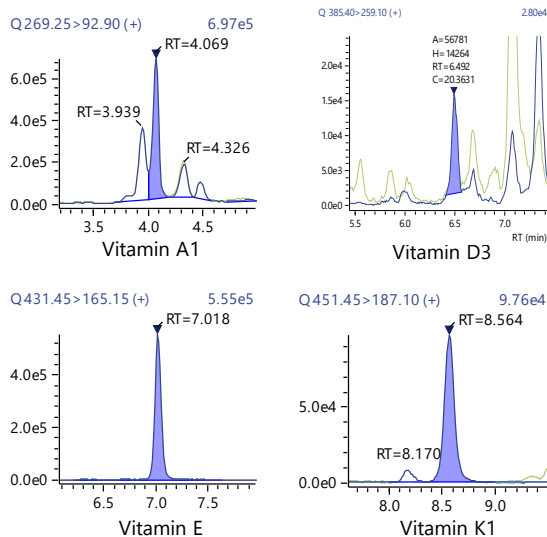 Q 269.25>92.90 (+) 6.97e5
RT=4.069
6.0e5
RT=3.939
4.0e5
RT=4.326
2.0e5
0.0e0
3.5 4.0 4.5
Vitamin A1
Q 385.40>259.10 (+) 2.80e4
A=56781
H=14264
RT=6.492
C=20.3631
2.0e4
1.5e4
1.0e4
5.0e3
0.0e0
5.5 6.0 6.5 7.0
RT (min)
Vitamin D3
Q 431.45>165.15 (+) 5.55e5
RT=7.018
4.0e5
2.0e5
0.0e0
6.5 7.0 7.5
Vitamin E
Q 451.45>187.10 (+) 9.76e4
RT=8.564
5.0e4
RT=8.170
0.0e0
8.0 8.5 9.0
Vitamin K1